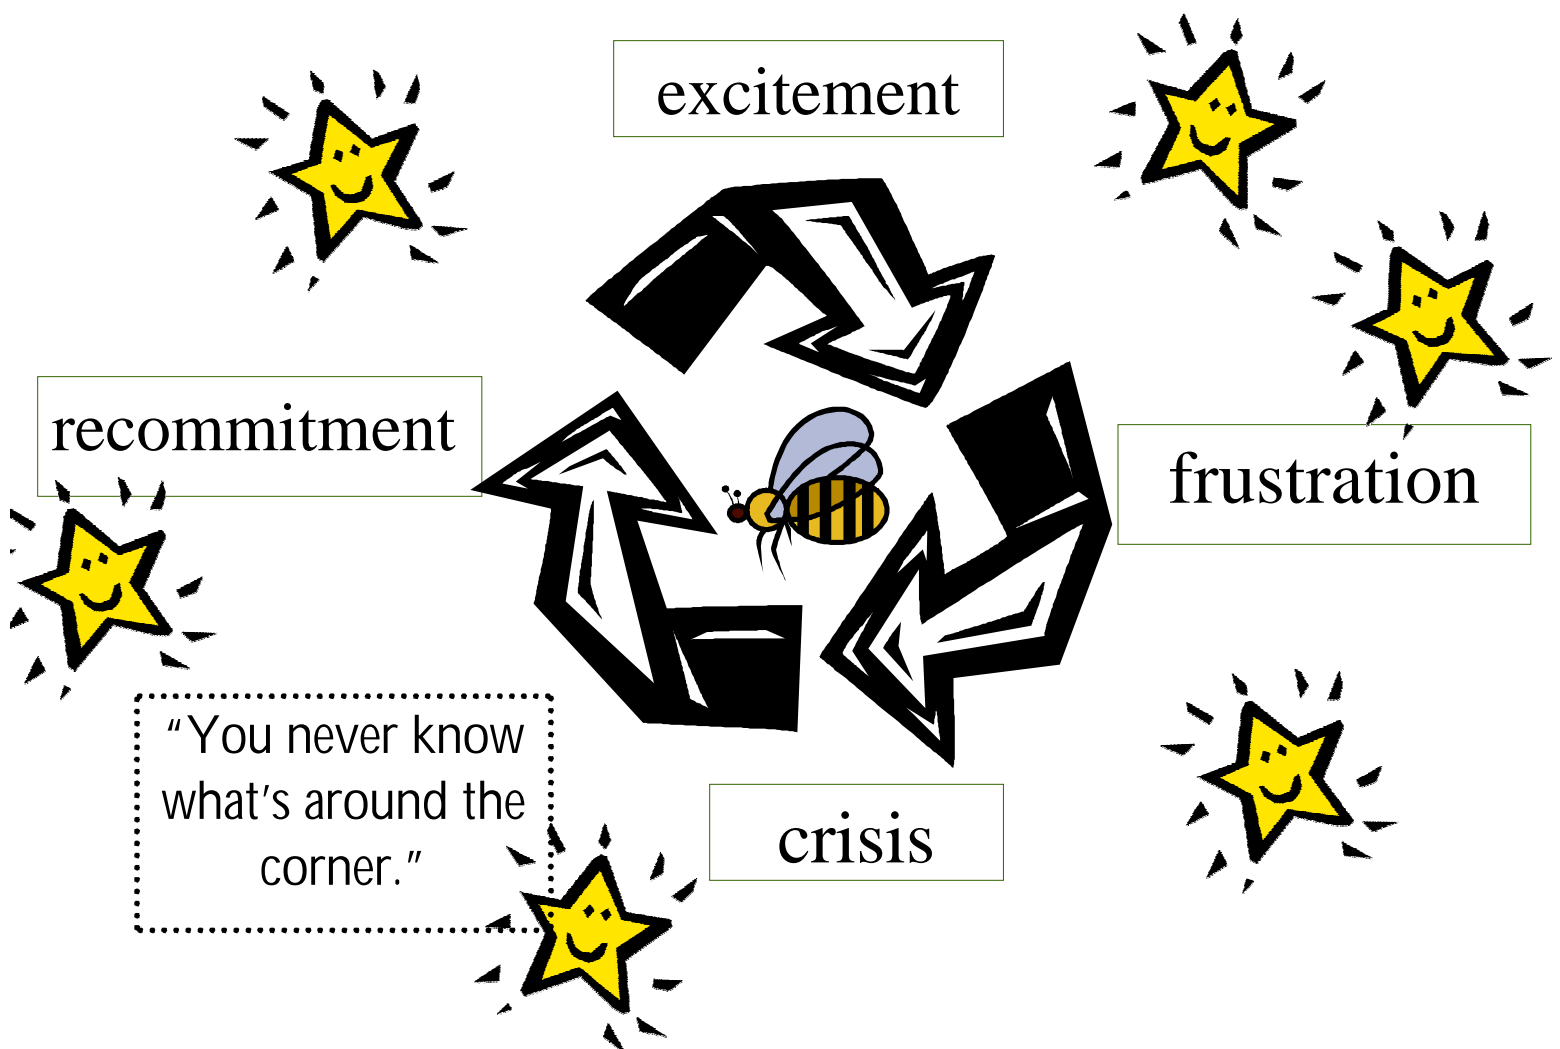 excitement
recommitment
frustration
“You never know
what’s around the
corner.”
crisis